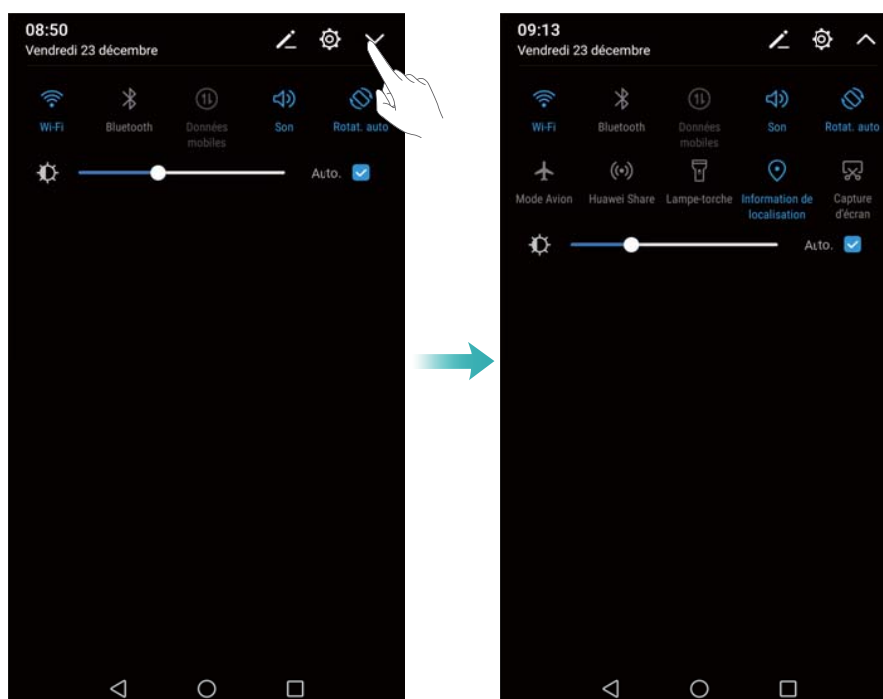 08:50
Vendredi 23 décembre
Wi-Fi
Bluetooth
Données
mobiles
Son
Rotat. auto
Auto.
09:13
Vendredi 23 décembre
Wi-Fi
Bluetooth
Données
mobiles
Son
Rotat. auto
Mode Avion
Huawei Share
Lampe-torche
Information de
localisation
Capture
d'écran
Auto.